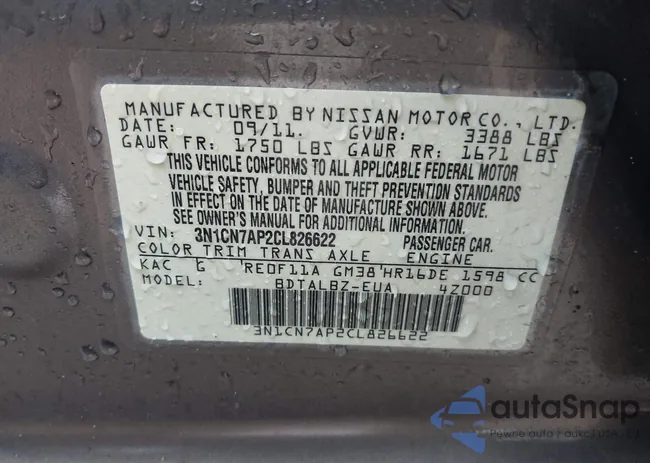 MANUFACTURED BY NISSAN MOTOR CO., LTD.
DATE: 09/11. GVWR: 3388 LBS
GAWR FR: 1750 LBS GAWR RR: 1671 LBS
THIS VEHICLE CONFORMS TO ALL APPLICABLE FEDERAL MOTOR
VEHICLE SAFETY, BUMPER AND THEFT PREVENTION STANDARDS
IN EFFECT ON THE DATE OF MANUFACTURE SHOWN ABOVE.
SEE OWNER'S MANUAL FOR ADDITIONAL INFORMATION.
VIN: 3N1CN7AP2CL826622 PASSENGER CAR.
COLOR TRIM TRANS AXLE ENGINE
KAC G RE0F11A GM38 HR16DE 1598 CC
BDTALBZ-EUA 4Z000
3N1CN7AP2CL826622
autoSnap